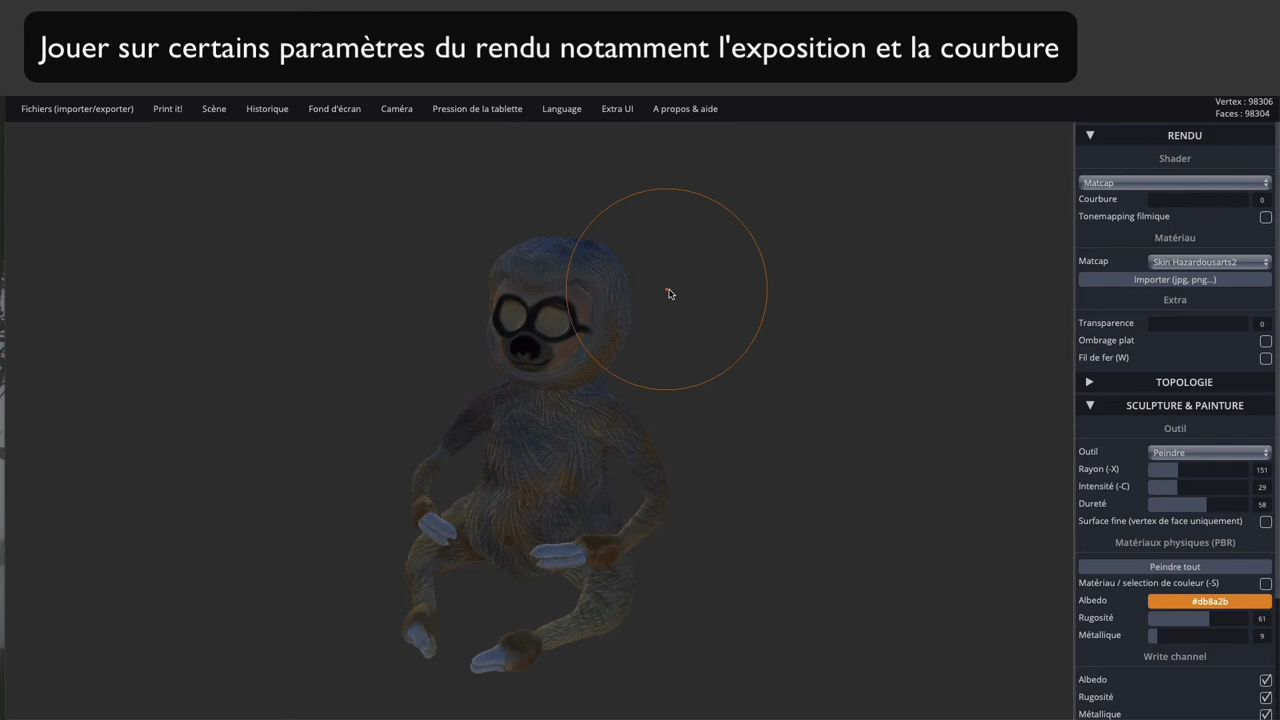 Jouer sur certains paramètres du rendu notamment l'exposition et la courbure
Fichiers (importer/exporter) Print it! Scène Historique Fond d'écran Caméra Pression de la tablette Language Extra UI A propos & aide
Vertex : 98306
Faces : 98304
RENDU
Shader
Matcap
Courbure 0
Tonemapping filmique
Matériau
Matcap Skin Hazardousarts2
Importer (jpg, png...)
Extra
Transparence 0
Ombrage plat
Fil de fer (W)
TOPOLOGIE
SCULPTURE & PAINTURE
Outil
Outil Peindre
Rayon (-X) 151
Intensité (-C) 29
Dureté 58
Surface fine (vertex de face uniquement)
Matériaux physiques (PBR)
Peindre tout
Matériau / selection de couleur (-S)
Albedo #db8a2b
Rugosité 61
Métallique 9
Write channel
Albedo
Rugosité
Métallique